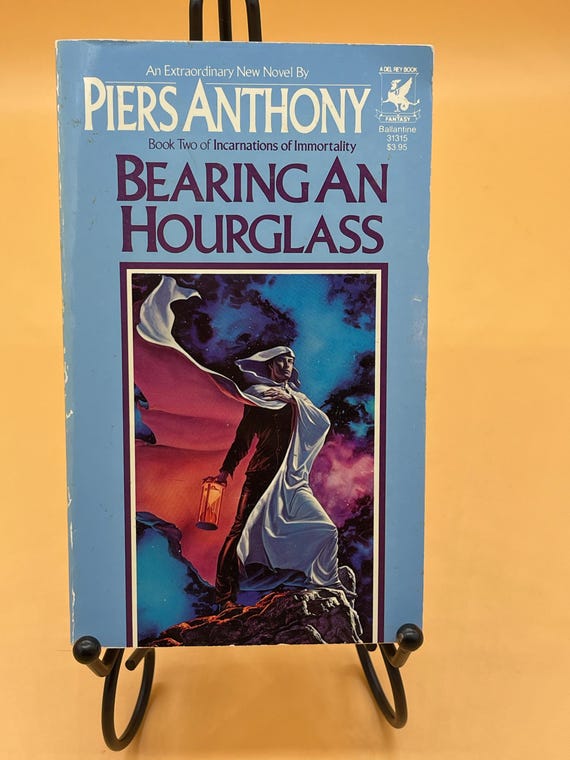 An Extraordinary New Novel By
PIERS ANTHONY
Book Two of Incarnations of Immortality
BEARING AN
HOURGLASS
A DEL REY BOOK
FANTASY
Ballantine
31315
$3.95